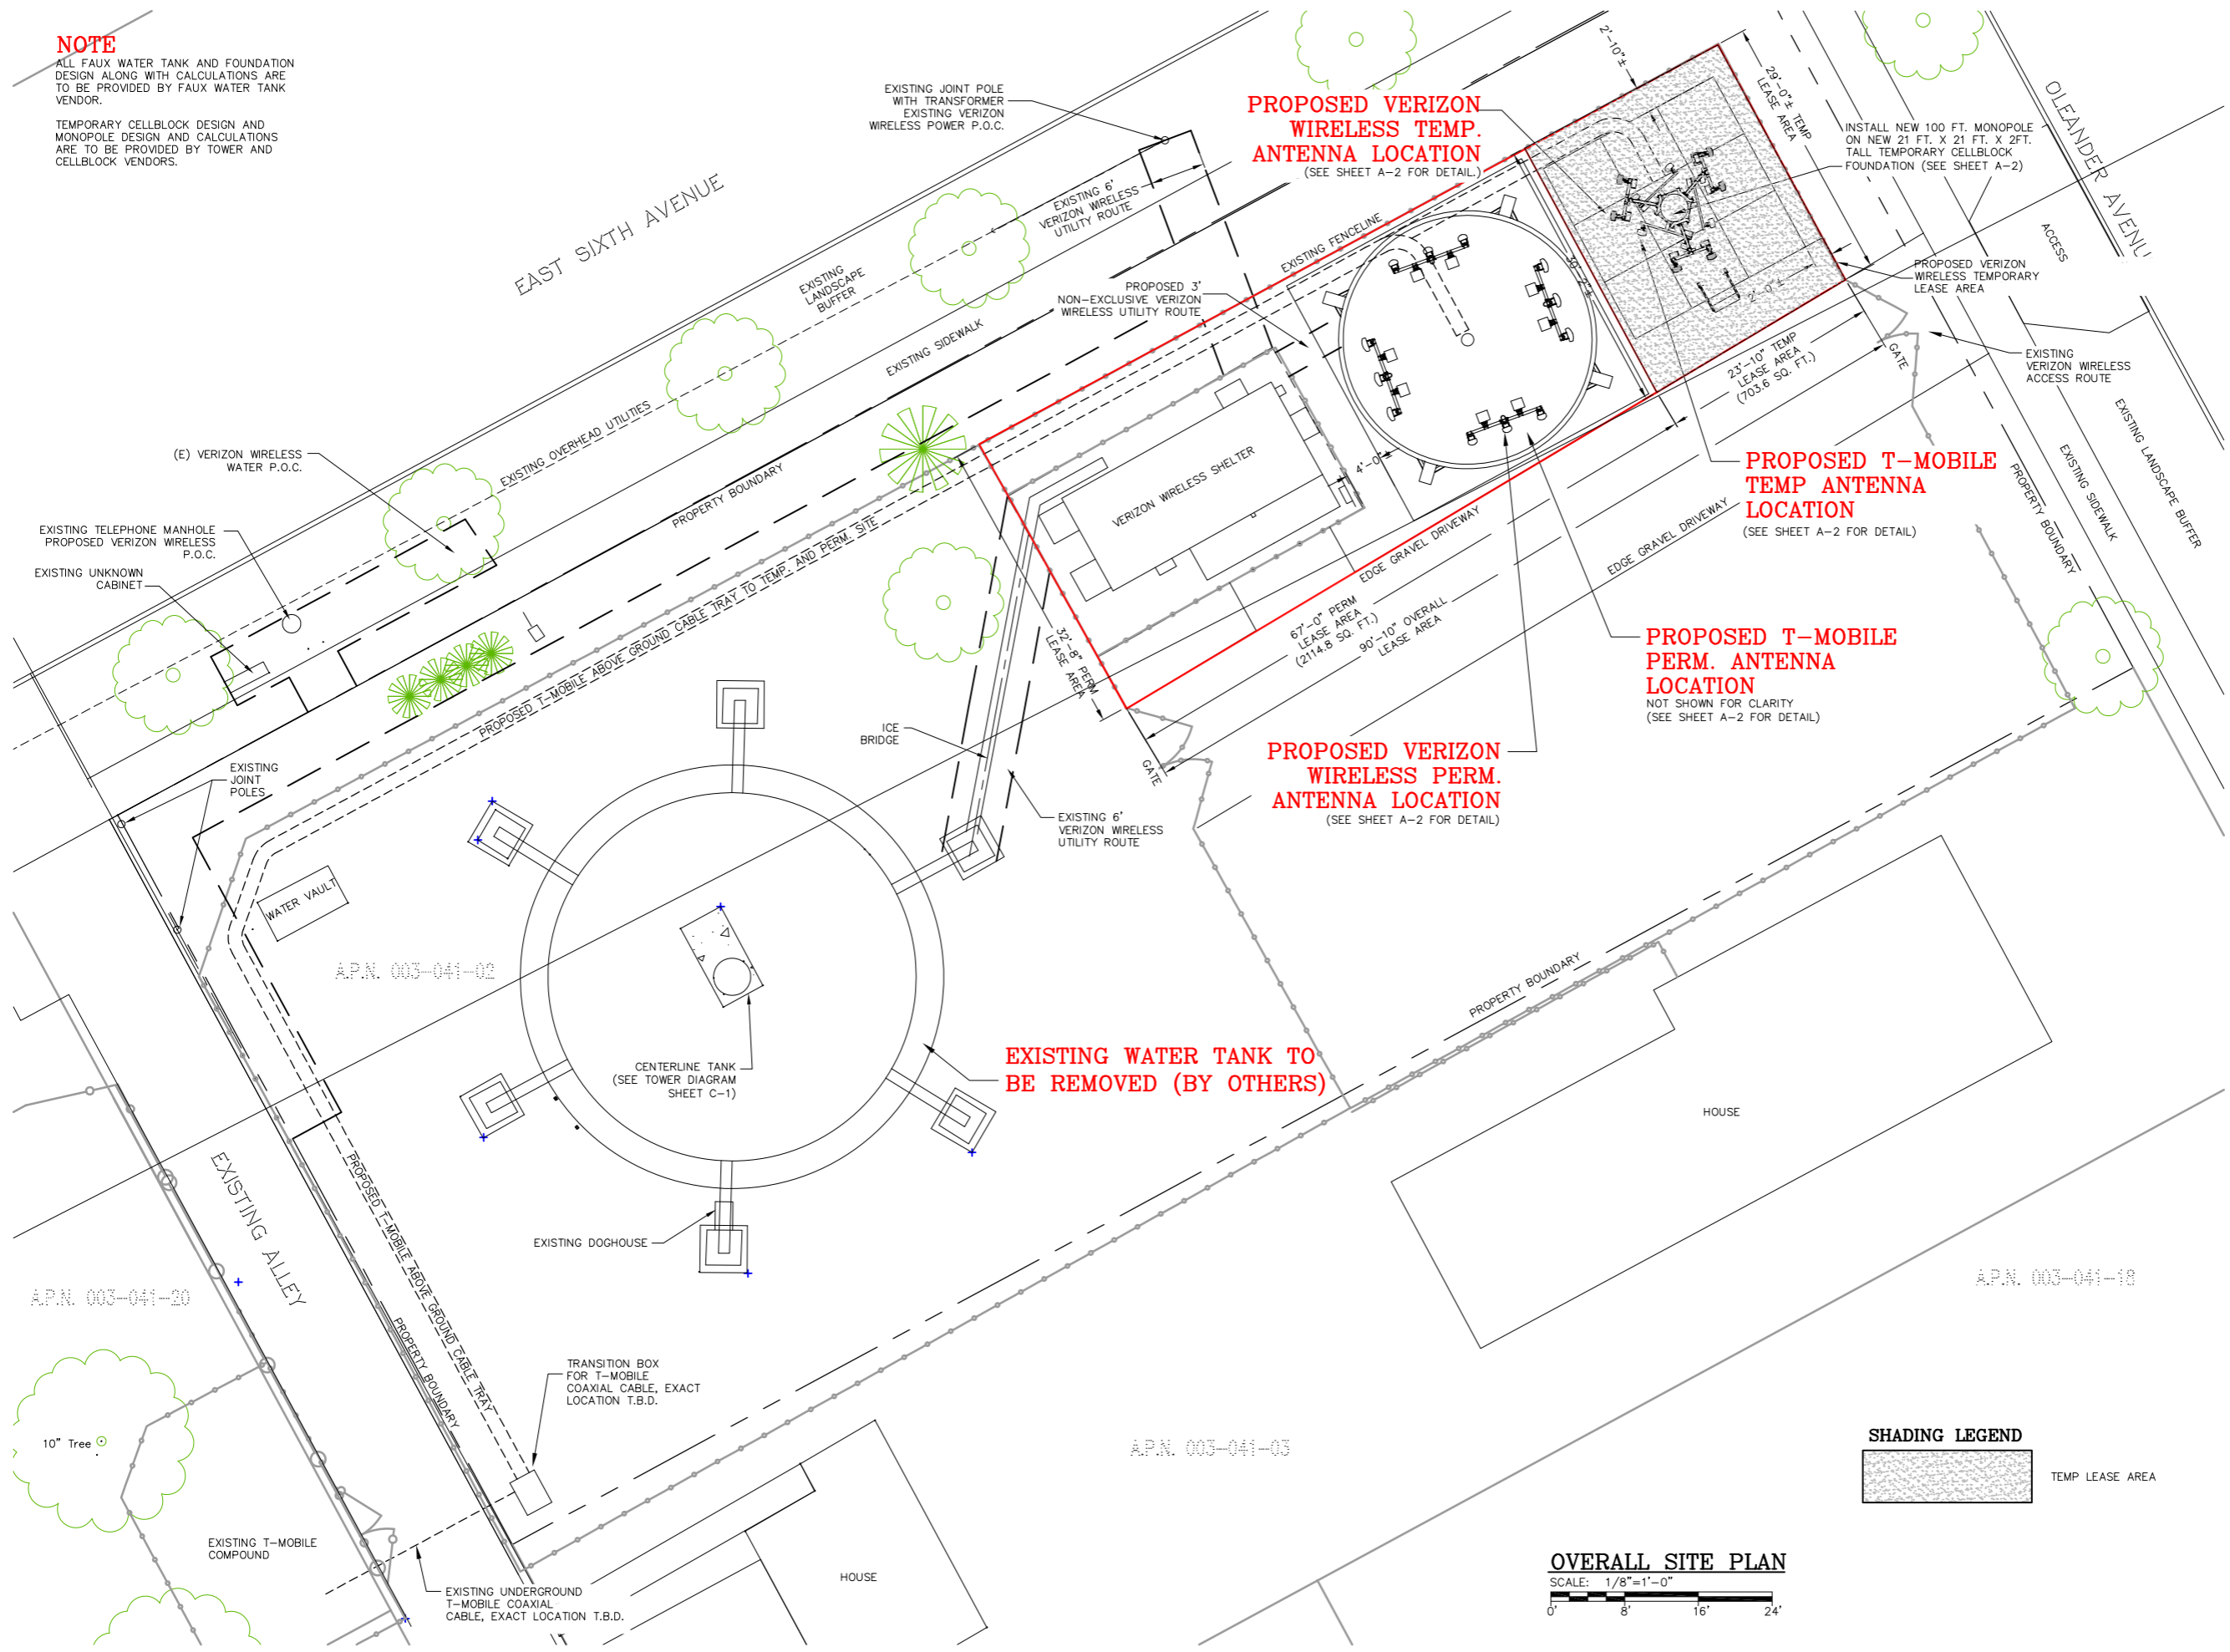 NOTE
ALL FAUX WATER TANK AND FOUNDATION
DESIGN ALONG WITH CALCULATIONS ARE
TO BE PROVIDED BY FAUX WATER TANK
VENDOR.
TEMPORARY CELLBLOCK DESIGN AND
MONOPOLE DESIGN AND CALCULATIONS
ARE TO BE PROVIDED BY TOWER AND
CELLBLOCK VENDORS.
EXISTING JOINT POLE
WITH TRANSFORMER
EXISTING VERIZON
WIRELESS POWER P.O.C.
PROPOSED VERIZON
WIRELESS TEMP.
ANTENNA LOCATION
(SEE SHEET A-2 FOR DETAIL.)
2'-10"±
29'-0"± TEMP
LEASE AREA
INSTALL NEW 100 FT. MONOPOLE
ON NEW 21 FT. X 21 FT. X 2FT.
TALL TEMPORARY CELLBLOCK
FOUNDATION (SEE SHEET A-2)
OLEANDER AVENU
EAST SIXTH AVENUE
EXISTING 6'
VERIZON WIRELESS
UTILITY ROUTE
EXISTING
LANDSCAPE
BUFFER
EXISTING FENCELINE
ACCESS
PROPOSED VERIZON
WIRELESS TEMPORARY
LEASE AREA
PROPOSED 3'
NON-EXCLUSIVE VERIZON
WIRELESS UTILITY ROUTE
30'-2"±
2'-0"±
EXISTING SIDEWALK
23'-10" TEMP
LEASE AREA
(703.6 SQ. FT.)
GATE
EXISTING
VERIZON WIRELESS
ACCESS ROUTE
EXISTING LANDSCAPE BUFFER
EXISTING OVERHEAD UTILITIES
(E) VERIZON WIRELESS
WATER P.O.C.
PROPERTY BOUNDARY
VERIZON WIRELESS SHELTER
4'-0"±
PROPOSED T-MOBILE
TEMP ANTENNA
LOCATION
(SEE SHEET A-2 FOR DETAIL)
PROPERTY BOUNDARY
EXISTING SIDEWALK
EXISTING TELEPHONE MANHOLE
PROPOSED VERIZON WIRELESS
P.O.C.
EXISTING UNKNOWN
CABINET
PROPOSED T-MOBILE ABOVE GROUND CABLE TRAY TO TEMP. AND PERM. SITE
EDGE GRAVEL DRIVEWAY
EDGE GRAVEL DRIVEWAY
67'-0" PERM
LEASE AREA
(2114.8 SQ. FT.)
90'-10" OVERALL
LEASE AREA
32'-8" PERM
LEASE AREA
PROPOSED T-MOBILE
PERM. ANTENNA
LOCATION
NOT SHOWN FOR CLARITY
(SEE SHEET A-2 FOR DETAIL)
ICE
BRIDGE
GATE
PROPOSED VERIZON
WIRELESS PERM.
ANTENNA LOCATION
(SEE SHEET A-2 FOR DETAIL)
EXISTING
JOINT
POLES
EXISTING 6'
VERIZON WIRELESS
UTILITY ROUTE
WATER VAULT
A.P.N. 003-041-02
PROPERTY BOUNDARY
CENTERLINE TANK
(SEE TOWER DIAGRAM
SHEET C-1)
EXISTING WATER TANK TO
BE REMOVED (BY OTHERS)
HOUSE
EXISTING ALLEY
PROPOSED T-MOBILE ABOVE GROUND CABLE TRAY
EXISTING DOGHOUSE
A.P.N. 003-041-20
A.P.N. 003-041-18
PROPERTY BOUNDARY
TRANSITION BOX
FOR T-MOBILE
COAXIAL CABLE, EXACT
LOCATION T.B.D.
10" Tree
A.P.N. 003-041-03
SHADING LEGEND
TEMP LEASE AREA
EXISTING T-MOBILE
COMPOUND
HOUSE
EXISTING UNDERGROUND
T-MOBILE COAXIAL
CABLE, EXACT LOCATION T.B.D.
OVERALL SITE PLAN
SCALE: 1/8"=1'-0"
0' 8' 16' 24'